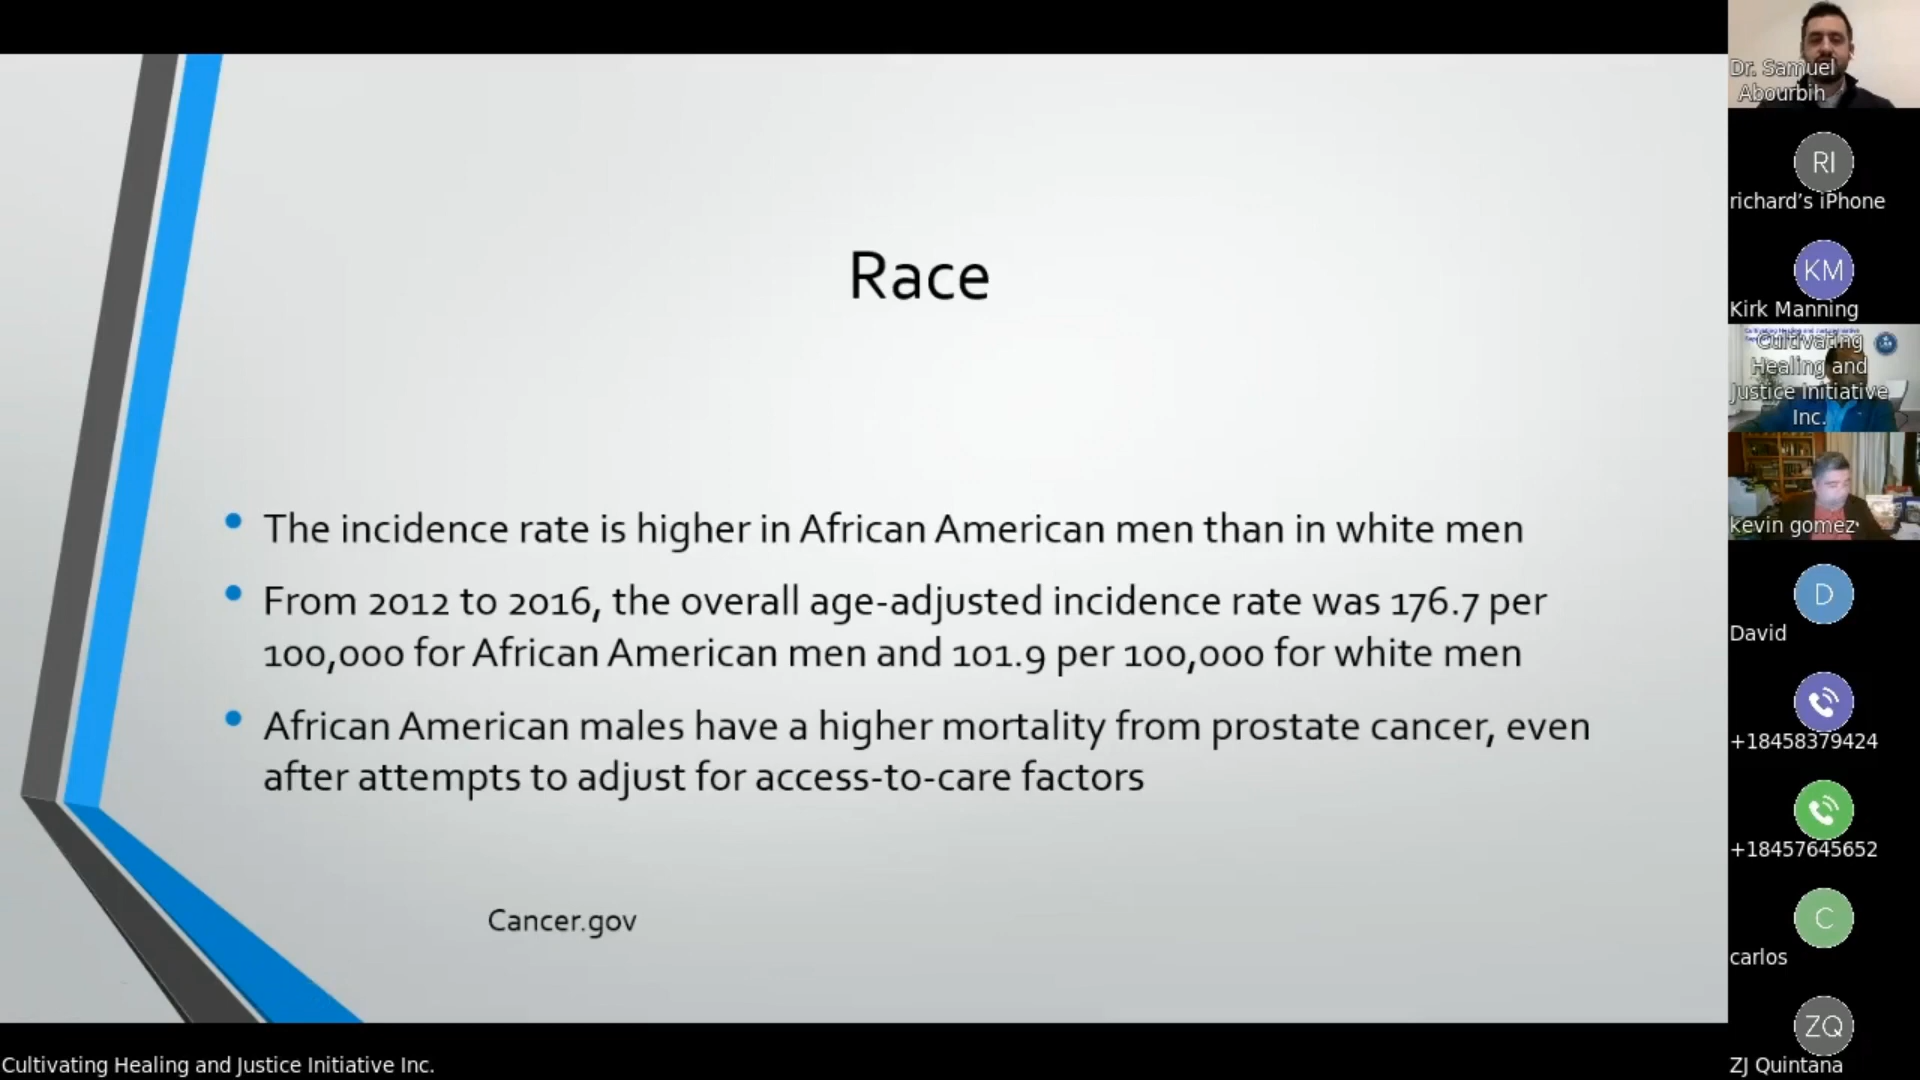 Race
The incidence rate is higher in African American men than in white men
From 2012 to 2016, the overall age-adjusted incidence rate was 176.7 per
100,000 for African American men and 101.9 per 100,000 for white men
African American males have a higher mortality from prostate cancer, even
after attempts to adjust for access-to-care factors
Cancer.gov
Cultivating Healing and Justice Initiative Inc.
Dr. Samuel
Abourbih
RI
richard’s iPhone
KM
Kirk Manning
Cultivating
Healing and
Justice Initiative
Inc.
kevin gomez
D
David
+18458379424
+18457645652
C
carlos
ZQ
ZJ Quintana